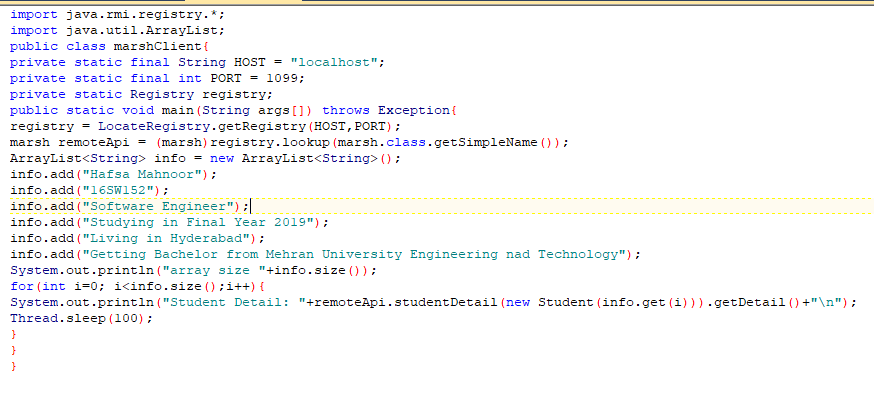 import java.rmi.registry.*;
import java.util.ArrayList;
public class marshClient{
private static final String HOST = "localhost";
private static final int PORT = 1099;
private static Registry registry;
public static void main(String args[]) throws Exception{
registry = LocateRegistry.getRegistry(HOST,PORT);
marsh remoteApi = (marsh)registry.lookup(marsh.class.getSimpleName());
ArrayList<String> info = new ArrayList<String>();
info.add("Hafsa Mahnoor");
info.add("16SW152");
info.add("Software Engineer");
info.add("Studying in Final Year 2019");
info.add("Living in Hyderabad");
info.add("Getting Bachelor from Mehran University Engineering nad Technology");
System.out.println("array size "+info.size());
for(int i=0; i<info.size();i++){
System.out.println("Student Detail: "+remoteApi.studentDetail(new Student(info.get(i))).getDetail()+"\n");
Thread.sleep(100);
}
}
}